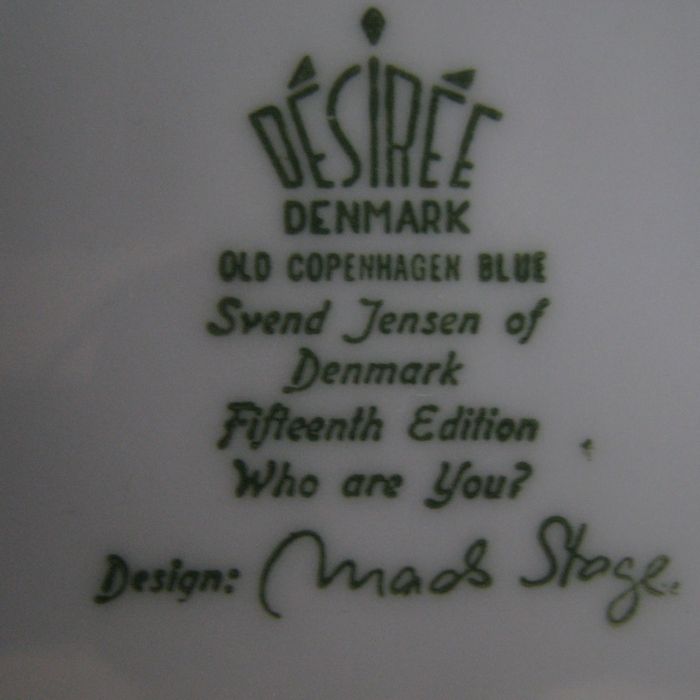 DÉSIRÉE
DENMARK
OLD COPENHAGEN BLUE
Svend Jensen of
Denmark
Fifteenth Edition
Who are You?
Design: Mads Stage.